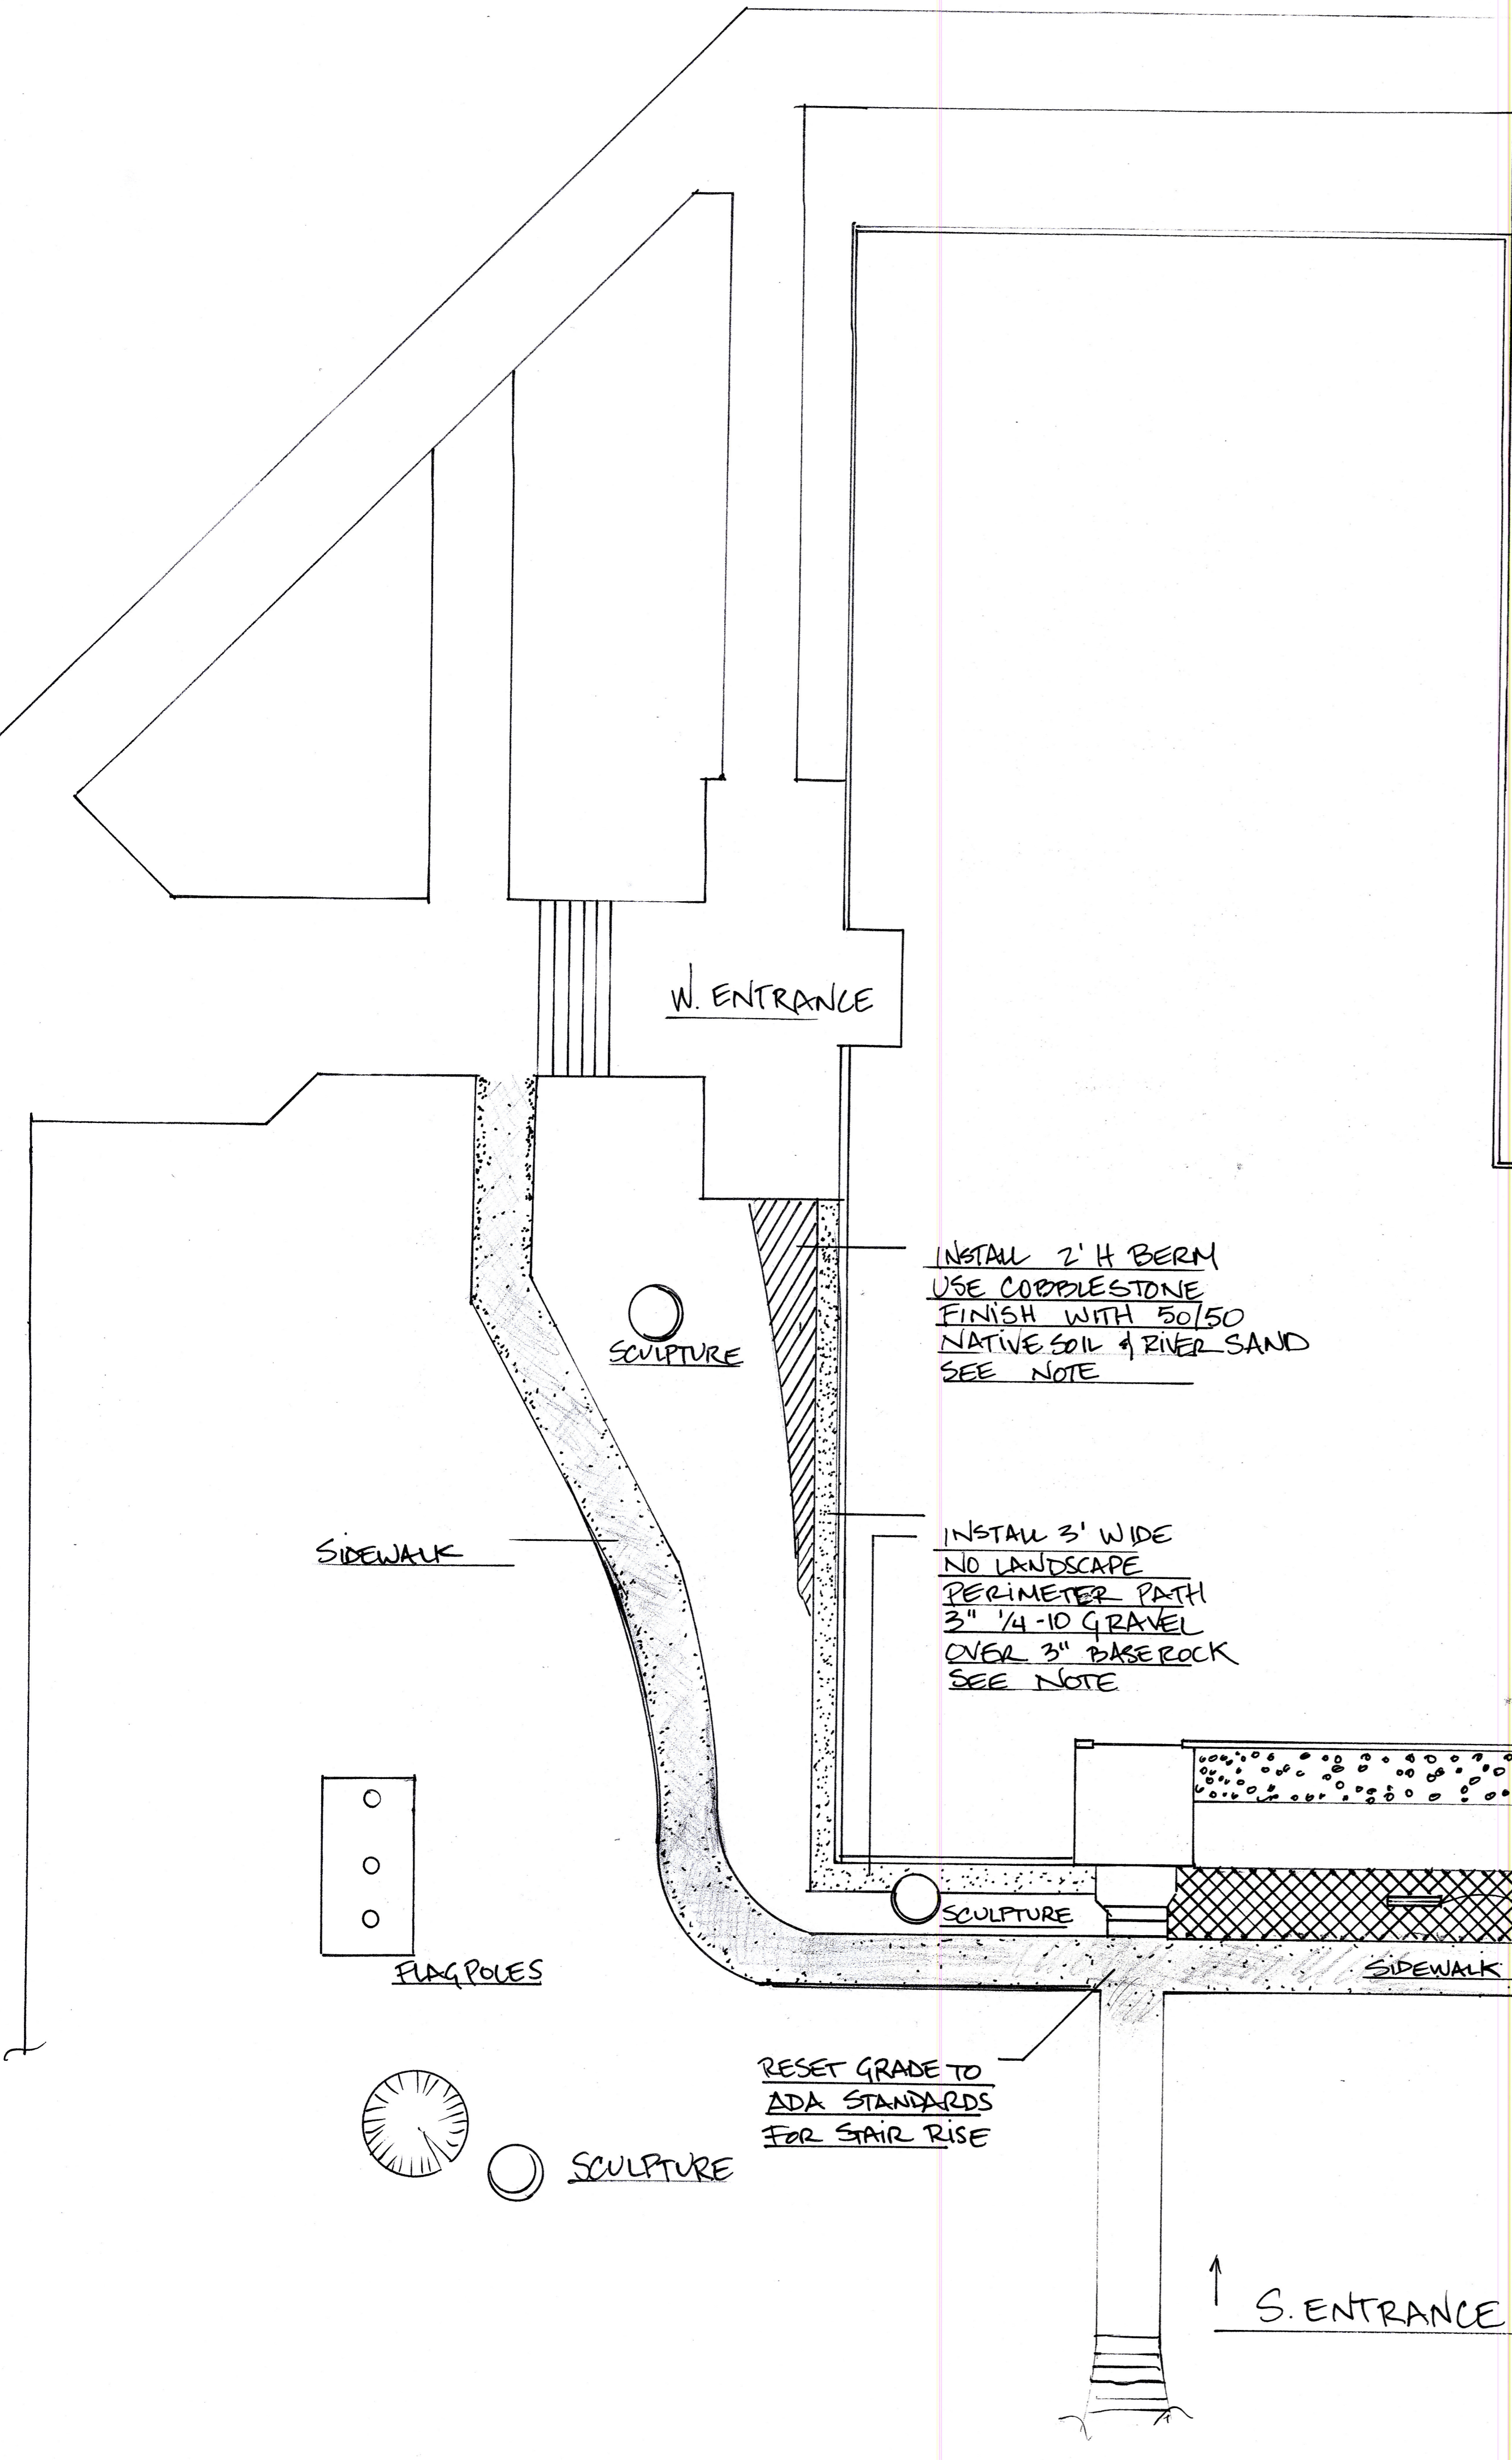 W. ENTRANCE
INSTALL 2' H BERM
USE COBBLESTONE
FINISH WITH 50/50
NATIVE SOIL & RIVER SAND
SEE NOTE
SCULPTURE
SIDEWALK
INSTALL 3' WIDE
NO LANDSCAPE
PERIMETER PATH
3" 1/4-10 GRAVEL
OVER 3" BASEROCK
SEE NOTE
SCULPTURE
FLAGPOLES
SIDEWALK
RESET GRADE TO
ADA STANDARDS
FOR STAIR RISE
SCULPTURE
S. ENTRANCE